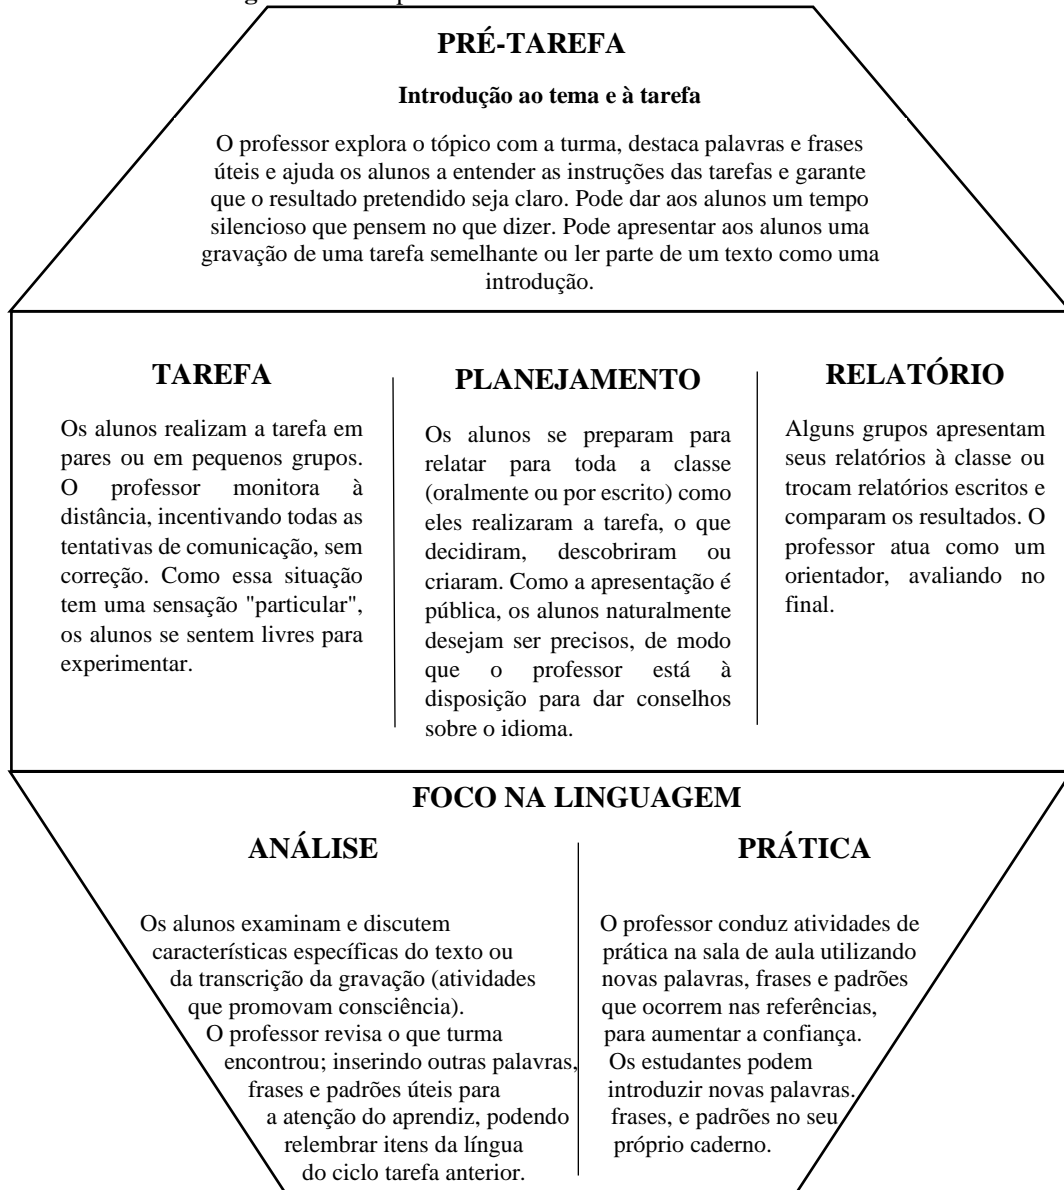 PRÉ-TAREFA
Introdução ao tema e à tarefa
O professor explora o tópico com a turma, destaca palavras e frases
úteis e ajuda os alunos a entender as instruções das tarefas e garante
que o resultado pretendido seja claro. Pode dar aos alunos um tempo
silencioso que pensem no que dizer. Pode apresentar aos alunos uma
gravação de uma tarefa semelhante ou ler parte de um texto como uma
introdução.
TAREFA
Os alunos realizam a tarefa em
pares ou em pequenos grupos.
O professor monitora à
distância, incentivando todas as
tentativas de comunicação, sem
correção. Como essa situação
tem uma sensação "particular",
os alunos se sentem livres para
experimentar.
PLANEJAMENTO
Os alunos se preparam para
relatar para toda a classe
(oralmente ou por escrito) como
eles realizaram a tarefa, o que
decidiram, descobriram ou
criaram. Como a apresentação é
pública, os alunos naturalmente
desejam ser precisos, de modo
que o professor está à
disposição para dar conselhos
sobre o idioma.
RELATÓRIO
Alguns grupos apresentam
seus relatórios à classe ou
trocam relatórios escritos e
comparam os resultados. O
professor atua como um
orientador, avaliando no
final.
FOCO NA LINGUAGEM
ANÁLISE
Os alunos examinam e discutem
características específicas do texto ou
da transcrição da gravação (atividades
que promovam consciência).
O professor revisa o que turma
encontrou; inserindo outras palavras,
frases e padrões úteis para
a atenção do aprendiz, podendo
relembrar itens da língua
do ciclo tarefa anterior.
PRÁTICA
O professor conduz atividades de
prática na sala de aula utilizando
novas palavras, frases e padrões
que ocorrem nas referências,
para aumentar a confiança.
Os estudantes podem
introduzir novas palavras.
frases, e padrões no seu
próprio caderno.